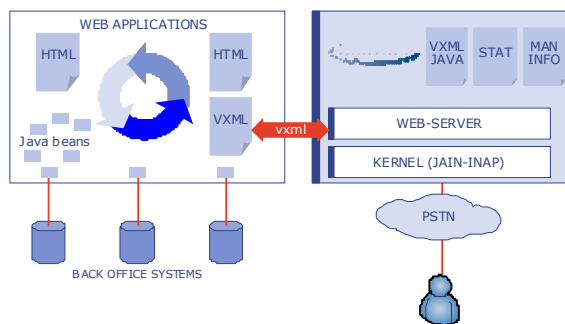 WEB APPLICATIONS
HTML
HTML
VXML
Java beans
BACK OFFICE SYSTEMS
vxml
VXML
JAVA
STAT
MAN
INFO
WEB-SERVER
KERNEL (JAIN-INAP)
PSTN